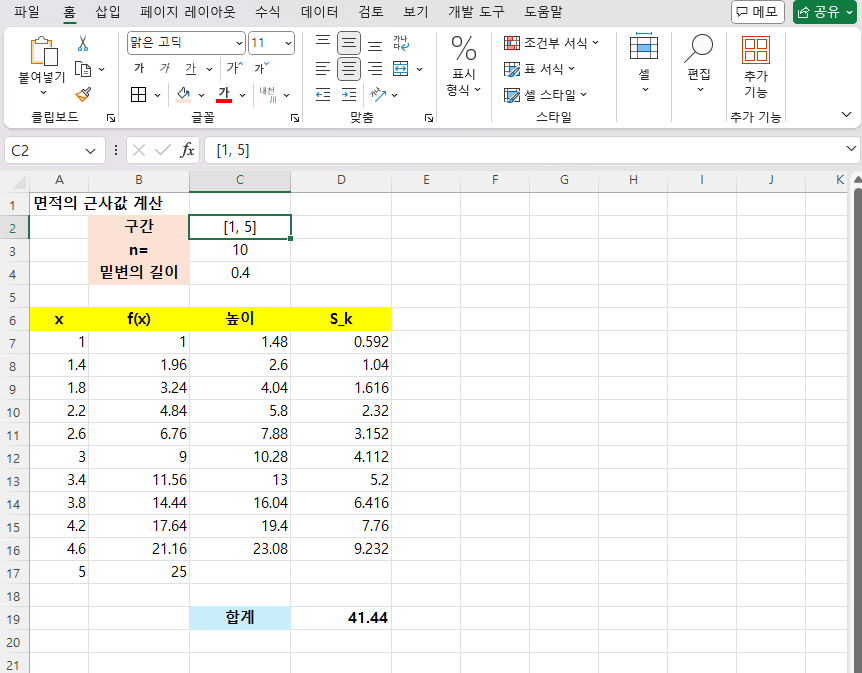 파일 홈 삽입 페이지 레이아웃 수식 데이터 검토 보기 개발 도구 도움말 메모 공유
맑은 고딕 11
붙여넣기
가 가 가 가 가
가
클립보드 글꼴 맞춤
표시 형식
조건부 서식
표 서식
셀 스타일
스타일
셀
편집
추가 기능
추가 기능
C2 fx [1, 5]
A B C D E F G H I J K
1 면적의 근사값 계산
2 구간 [1, 5]
3 n= 10
4 밑변의 길이 0.4
5
6 x f(x) 높이 S_k
7 1 1 1.48 0.592
8 1.4 1.96 2.6 1.04
9 1.8 3.24 4.04 1.616
10 2.2 4.84 5.8 2.32
11 2.6 6.76 7.88 3.152
12 3 9 10.28 4.112
13 3.4 11.56 13 5.2
14 3.8 14.44 16.04 6.416
15 4.2 17.64 19.4 7.76
16 4.6 21.16 23.08 9.232
17 5 25
18
19 합계 41.44
20
21